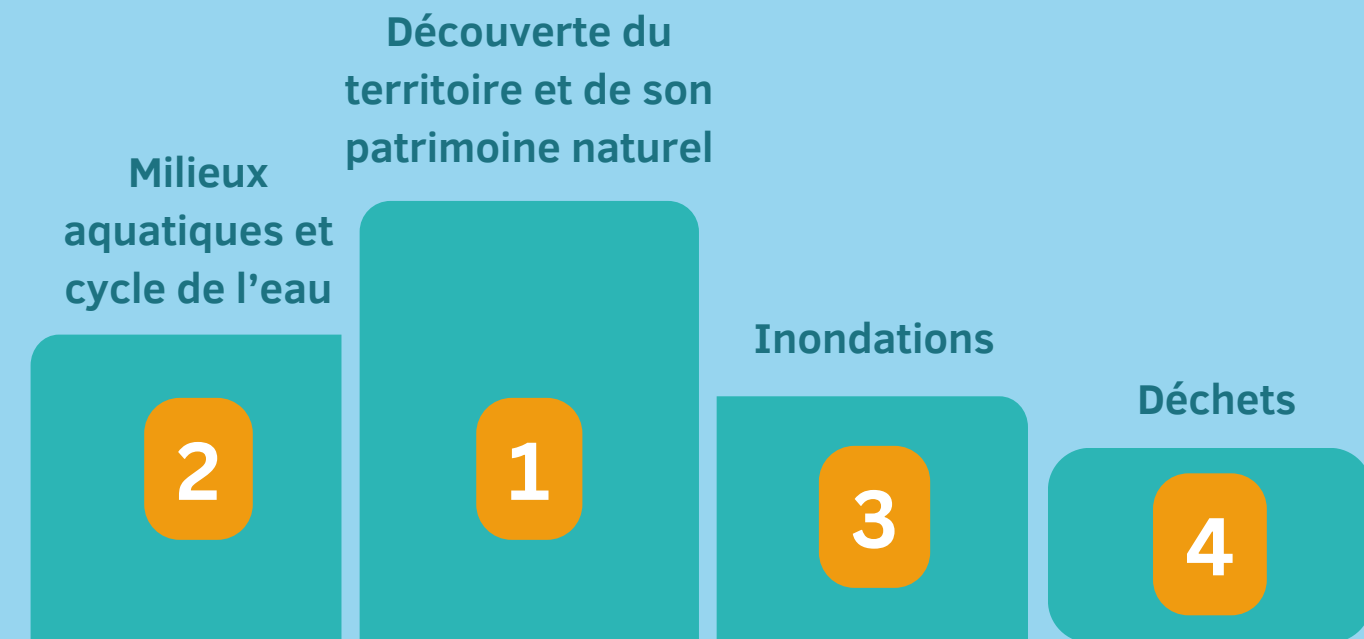 Découverte du
territoire et de son
patrimoine naturel
Milieux
aquatiques et
cycle de l’eau
Inondations
Déchets
2
1
3
4